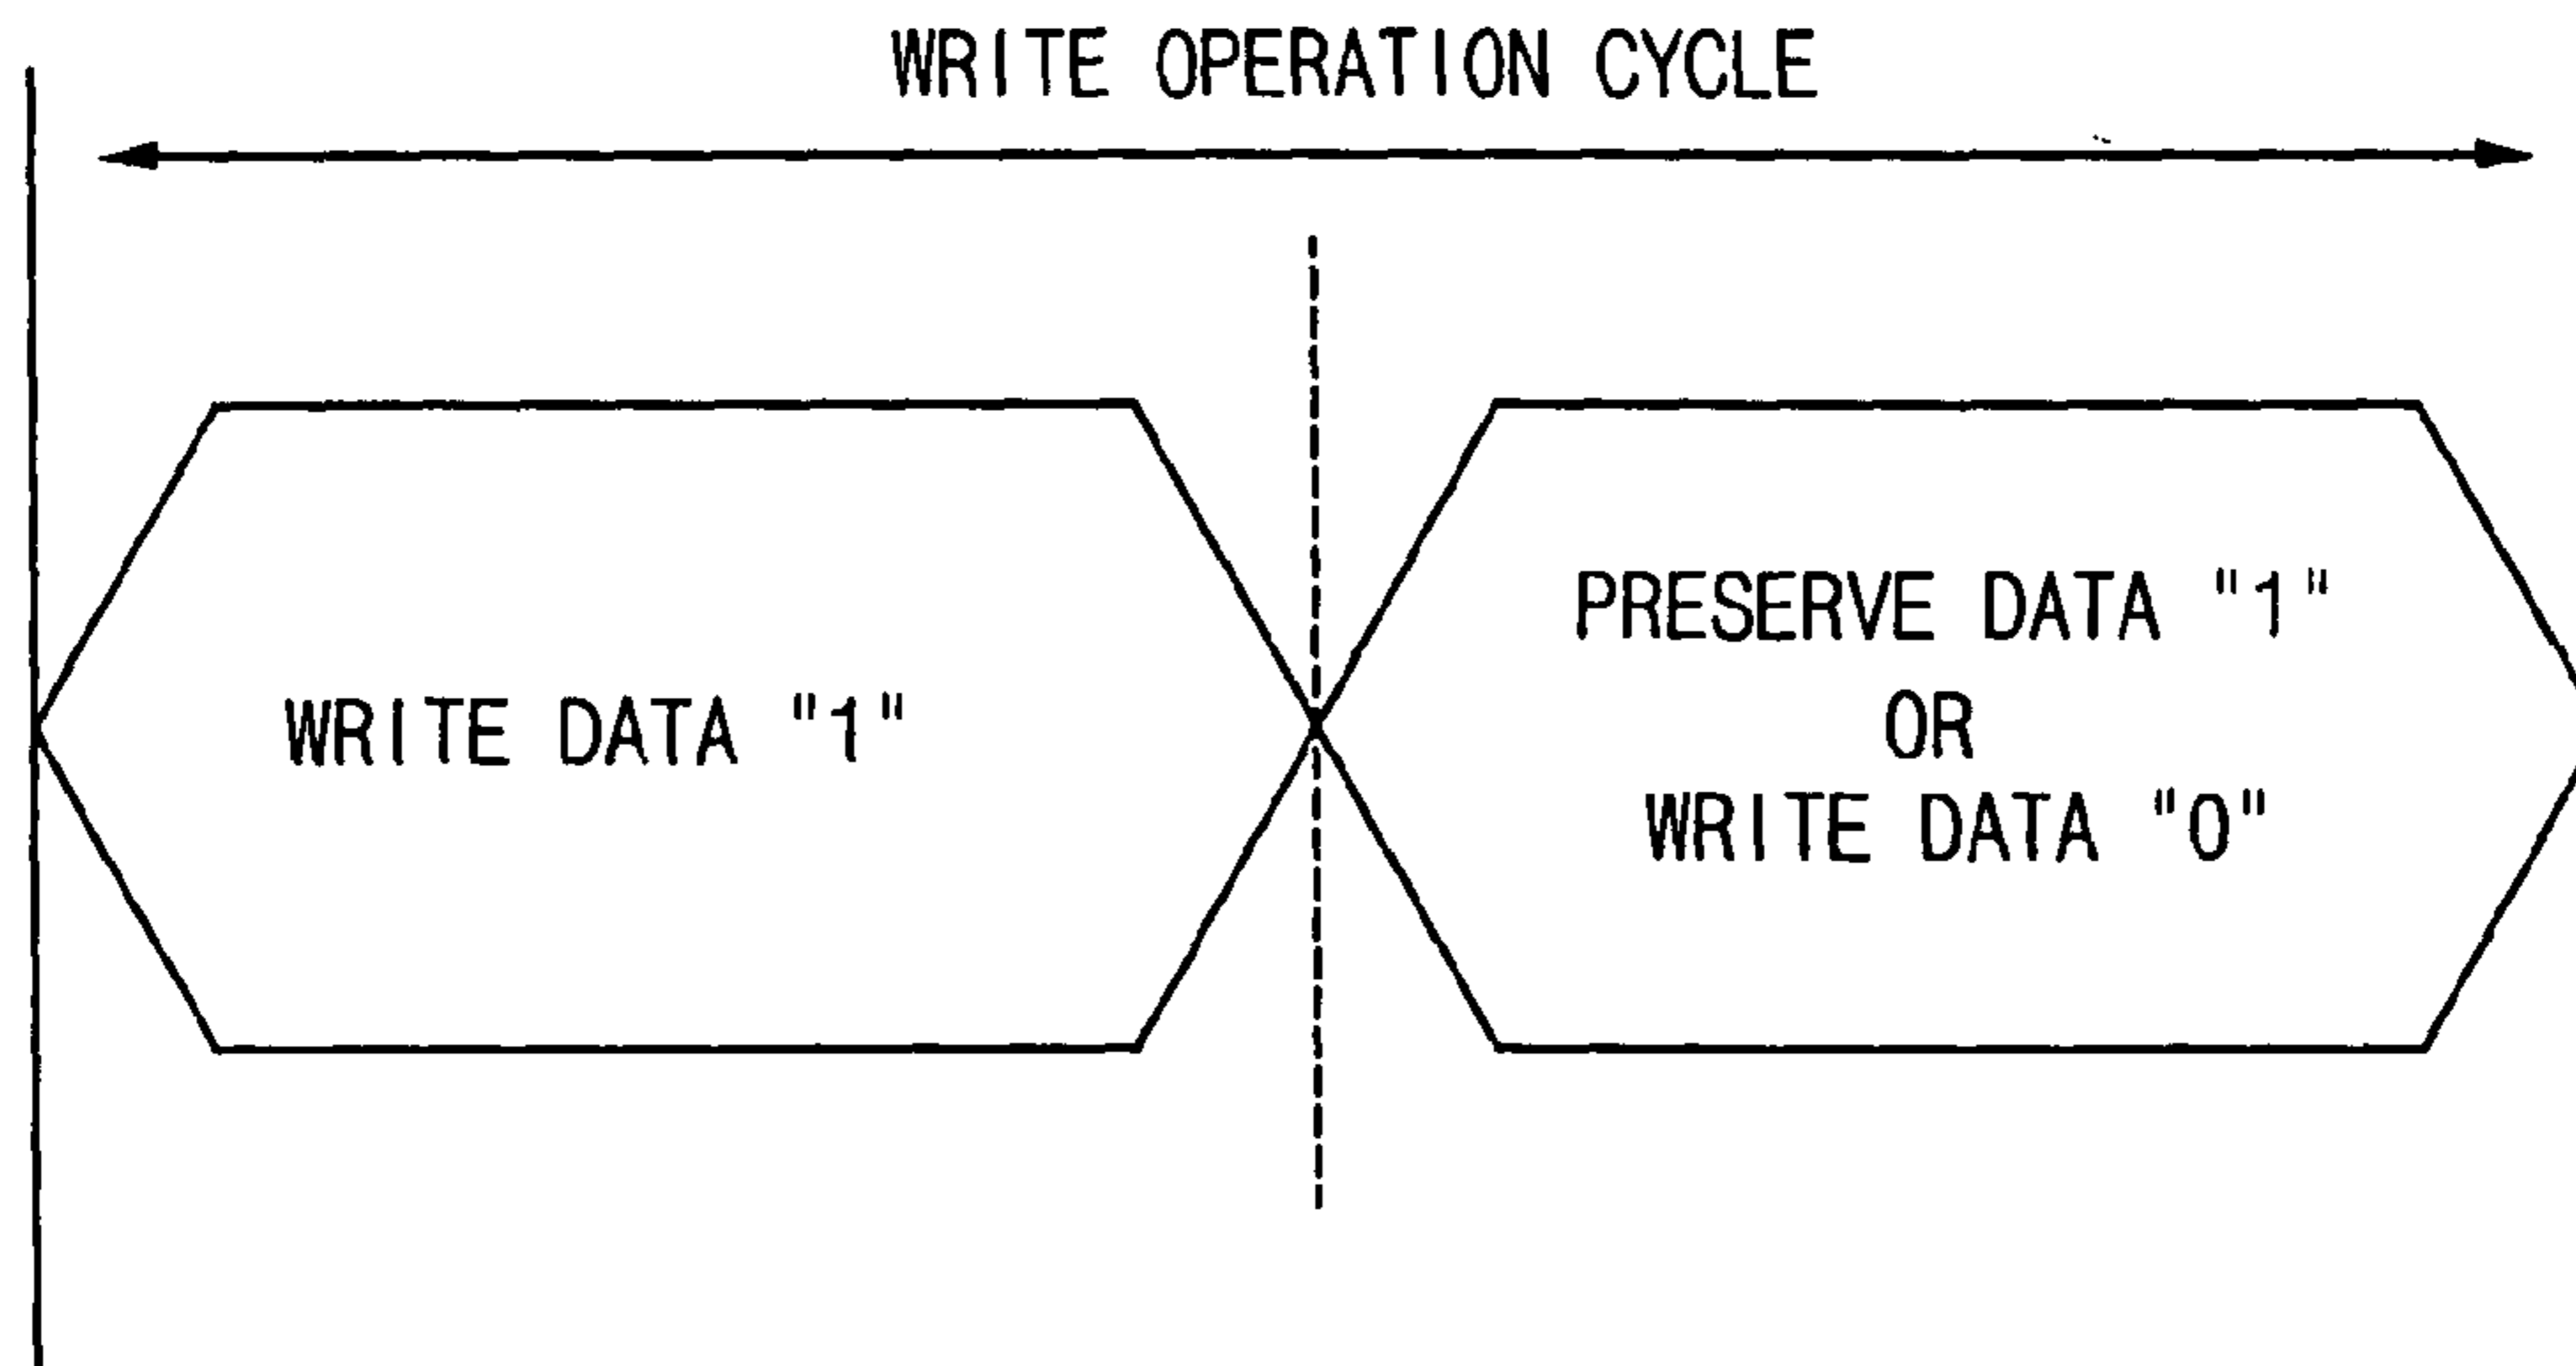 WRITE OPERATION CYCLE
WRITE DATA "1"
PRESERVE DATA "1"
OR
WRITE DATA "0"